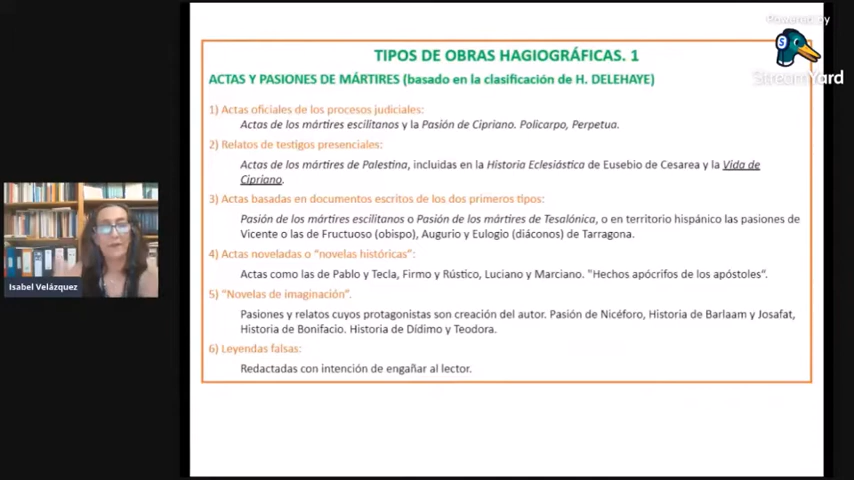 Powered by
StreamYard
TIPOS DE OBRAS HAGIOGRÁFICAS. 1
ACTAS Y PASIONES DE MÁRTIRES (basado en la clasificación de H. DELEHAYE)
1) Actas oficiales de los procesos judiciales:
Actas de los mártires escilitanos y la Pasión de Cipriano. Policarpo, Perpetua.
2) Relatos de testigos presenciales:
Actas de los mártires de Palestina, incluidas en la Historia Eclesiástica de Eusebio de Cesarea y la Vida de
Cipriano.
3) Actas basadas en documentos escritos de los dos primeros tipos:
Pasión de los mártires escilitanos o Pasión de los mártires de Tesalónica, o en territorio hispánico las pasiones de
Vicente o las de Fructuoso (obispo), Augurio y Eulogio (diáconos) de Tarragona.
4) Actas noveladas o “novelas históricas”:
Actas como las de Pablo y Tecla, Firmo y Rústico, Luciano y Marciano. "Hechos apócrifos de los apóstoles".
5) "Novelas de imaginación”.
Pasiones y relatos cuyos protagonistas son creación del autor. Pasión de Nicéforo, Historia de Barlaam y Josafat,
Historia de Bonifacio. Historia de Dídimo y Teodora.
6) Leyendas falsas:
Redactadas con intención de engañar al lector.
Isabel Velázquez